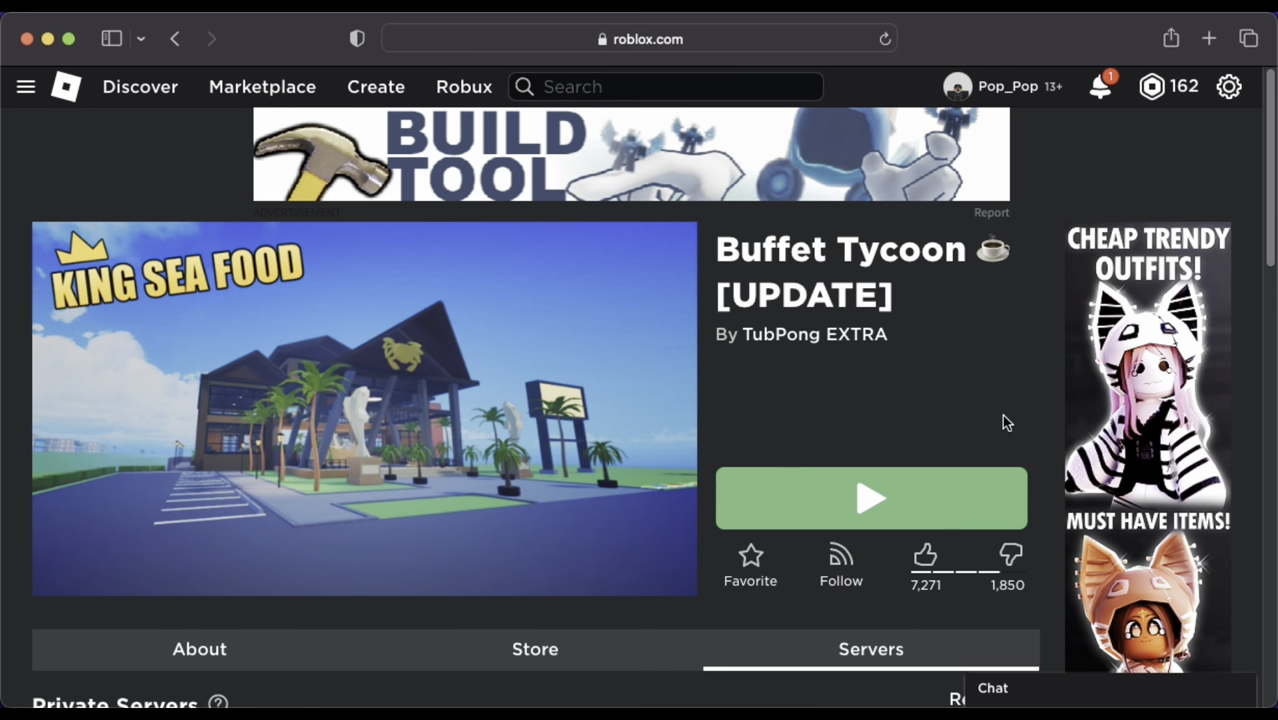 roblox.com
Discover
Marketplace
Create
Robux
Search
Pop_Pop 13+
1
162
BUILD
TOOL
ADVERTISEMENT
Report
KING SEA FOOD
Buffet Tycoon ☕
[UPDATE]
By TubPong EXTRA
Favorite
Follow
7,271
1,850
CHEAP TRENDY
OUTFITS!
MUST HAVE ITEMS!
About
Store
Servers
Private Servers ?
Chat